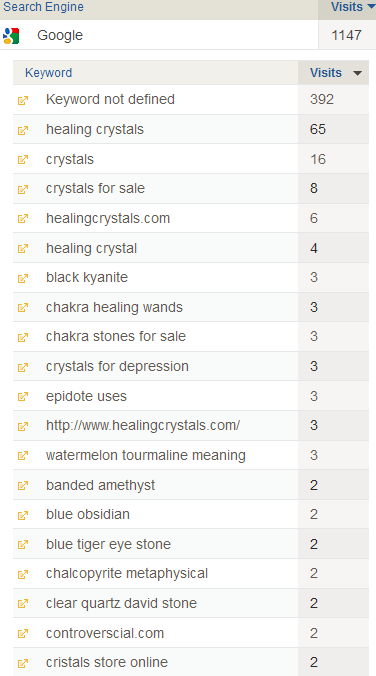 Search Engine Visits
Google 1147
Keyword Visits
Keyword not defined 392
healing crystals 65
crystals 16
crystals for sale 8
healingcrystals.com 6
healing crystal 4
black kyanite 3
chakra healing wands 3
chakra stones for sale 3
crystals for depression 3
epidote uses 3
http://www.healingcrystals.com/ 3
watermelon tourmaline meaning 3
banded amethyst 2
blue obsidian 2
blue tiger eye stone 2
chalcopyrite metaphysical 2
clear quartz david stone 2
controverscial.com 2
cristals store online 2